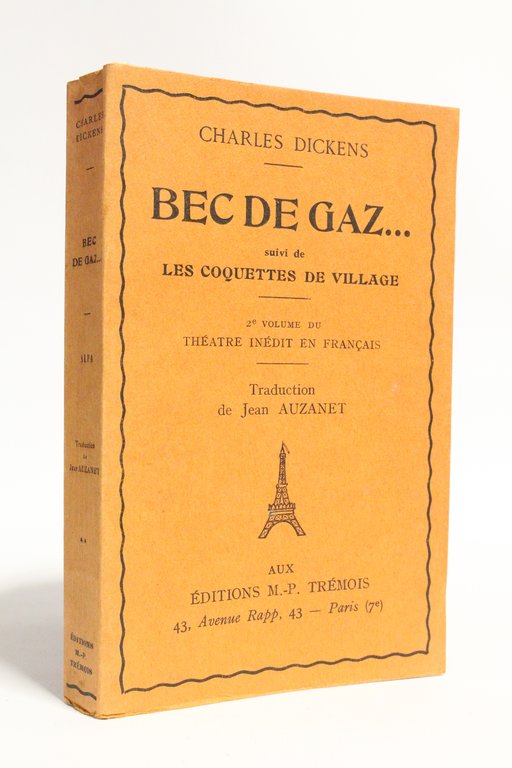 CHARLES
DICKENS
BEC
DE GAZ...
ALFA
Traduction
de
Jean AUZANET
ÉDITIONS
M.-P
TRÉMOIS
CHARLES DICKENS
BEC DE GAZ...
suivi de
LES COQUETTES DE VILLAGE
2e VOLUME DU
THÉATRE INÉDIT EN FRANÇAIS
Traduction
de Jean AUZANET
AUX
ÉDITIONS M.-P. TRÉMOIS
43, Avenue Rapp, 43 — Paris (7e)